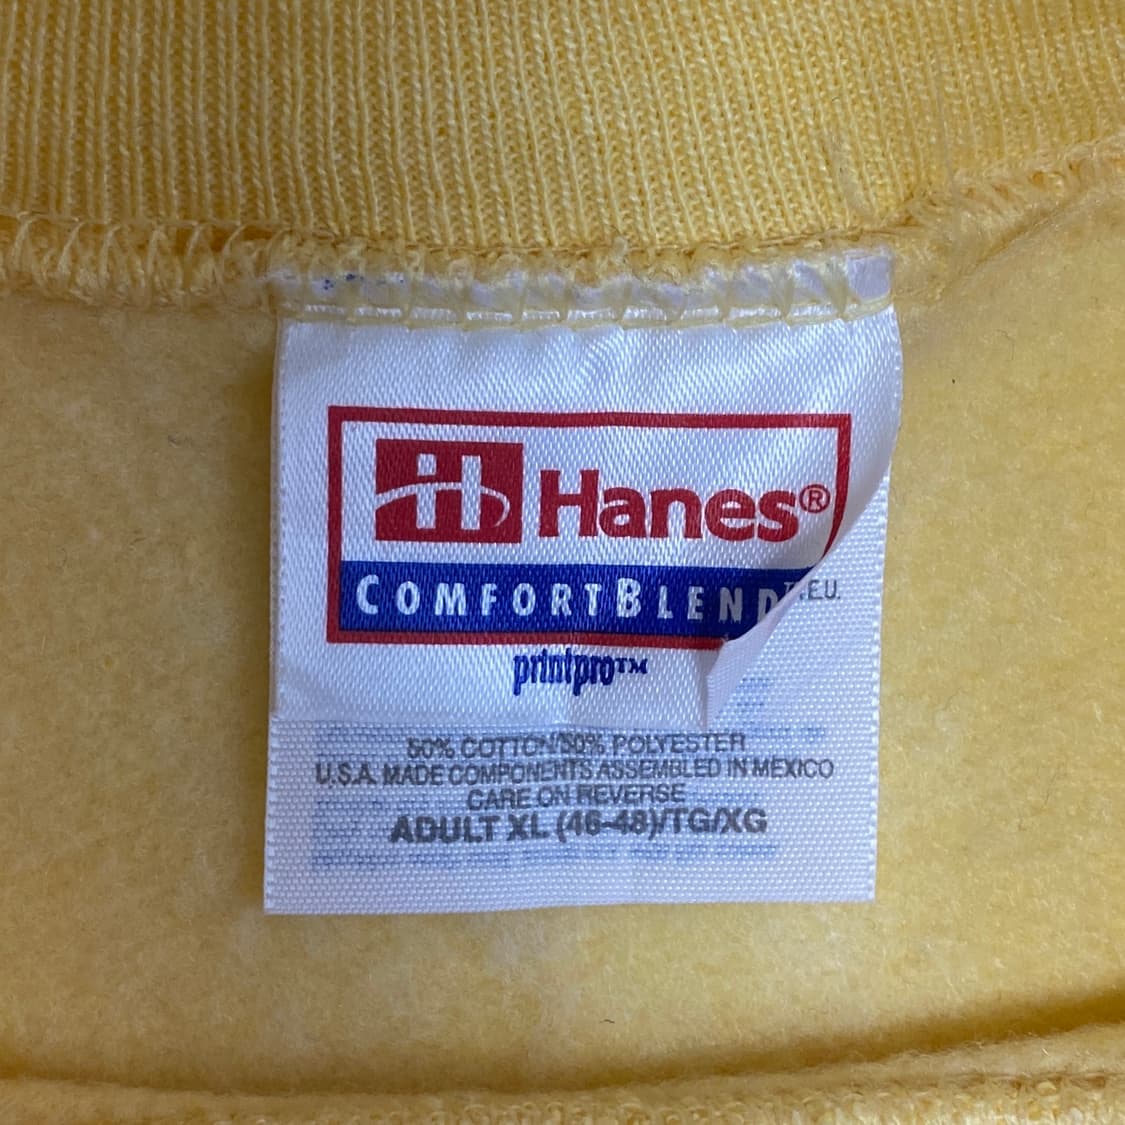 Hanes®
COMFORTBLEND
T.E.U.
printpro™
50% COTTON/50% POLYESTER
U.S.A. MADE COMPONENTS ASSEMBLED IN MEXICO
CARE ON REVERSE
ADULT XL (46-48)/TG/XG